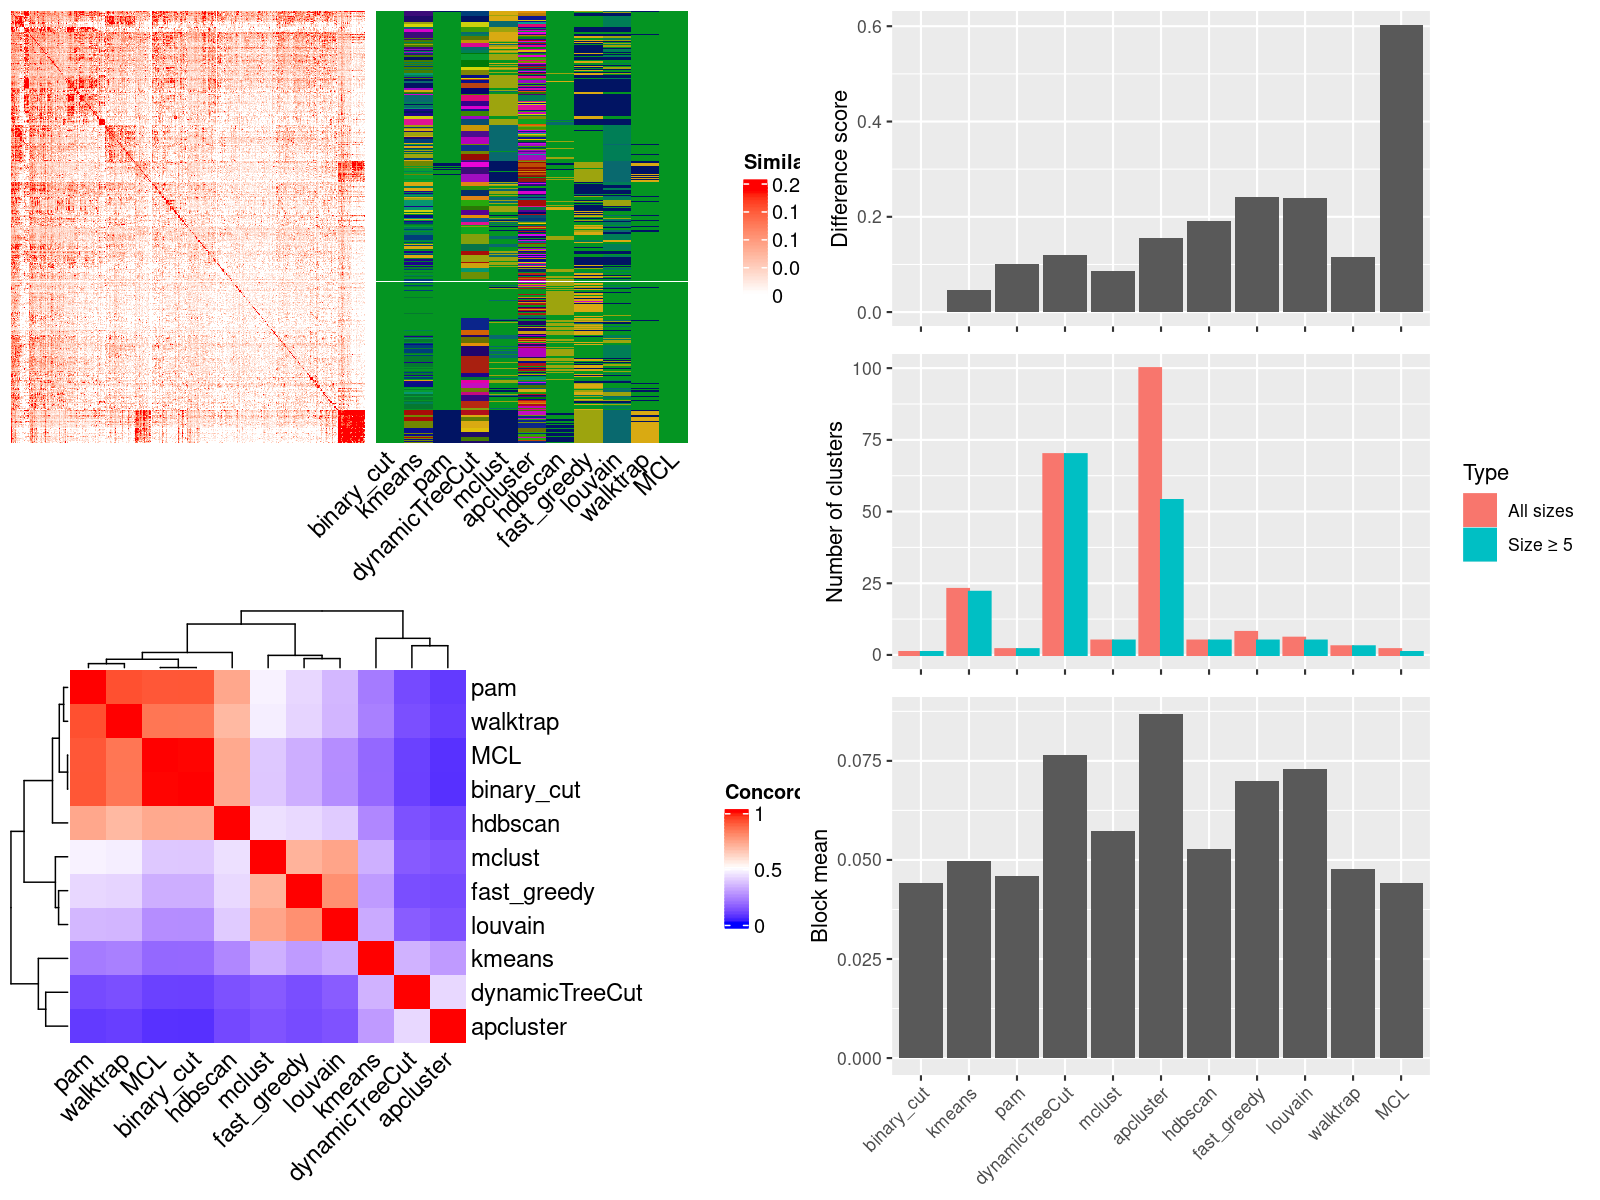 Simila
0.2
0.1
0.1
0.0
0
binary_cut
kmeans
pam
dynamicTreeCut
mclust
apcluster
hdbscan
fast_greedy
louvain
walktrap
MCL
pam
walktrap
MCL
binary_cut
hdbscan
mclust
fast_greedy
louvain
kmeans
dynamicTreeCut
apcluster
pam
walktrap
MCL
binary_cut
hdbscan
mclust
fast_greedy
louvain
kmeans
dynamicTreeCut
apcluster
Concord
1
0.5
0
Difference score
0.6
0.4
0.2
0.0
Number of clusters
100
75
50
25
0
Type
All sizes
Size ≥ 5
Block mean
0.075
0.050
0.025
0.000
binary_cut
kmeans
pam
dynamicTreeCut
mclust
apcluster
hdbscan
fast_greedy
louvain
walktrap
MCL